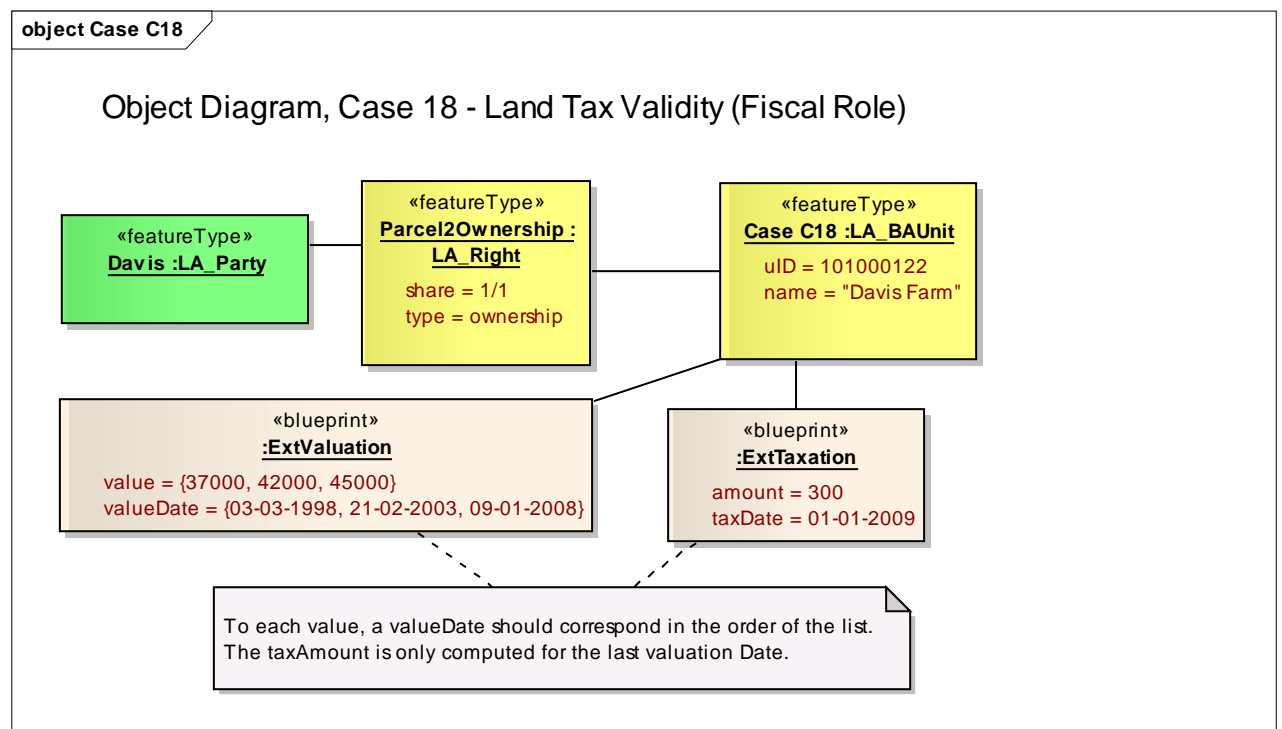 object Case C18
Object Diagram, Case 18 - Land Tax Validity (Fiscal Role)
«featureType»
Davis :LA_Party
«featureType»
Parcel2Ownership :
LA_Right
share = 1/1
type = ownership
«featureType»
Case C18 :LA_BAUnit
uID = 101000122
name = "Davis Farm"
«blueprint»
:ExtValuation
value = {37000, 42000, 45000}
valueDate = {03-03-1998, 21-02-2003, 09-01-2008}
«blueprint»
:ExtTaxation
amount = 300
taxDate = 01-01-2009
To each value, a valueDate should correspond in the order of the list.
The taxAmount is only computed for the last valuation Date.